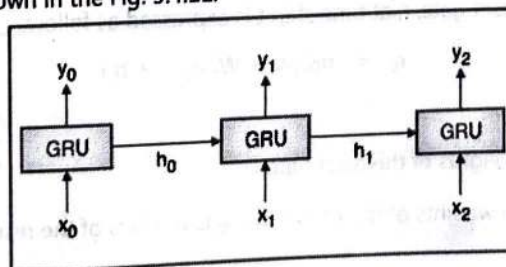 own in the Fig.
y0 y1 y2
GRU GRU GRU
h0 h1
x0 x1 x2